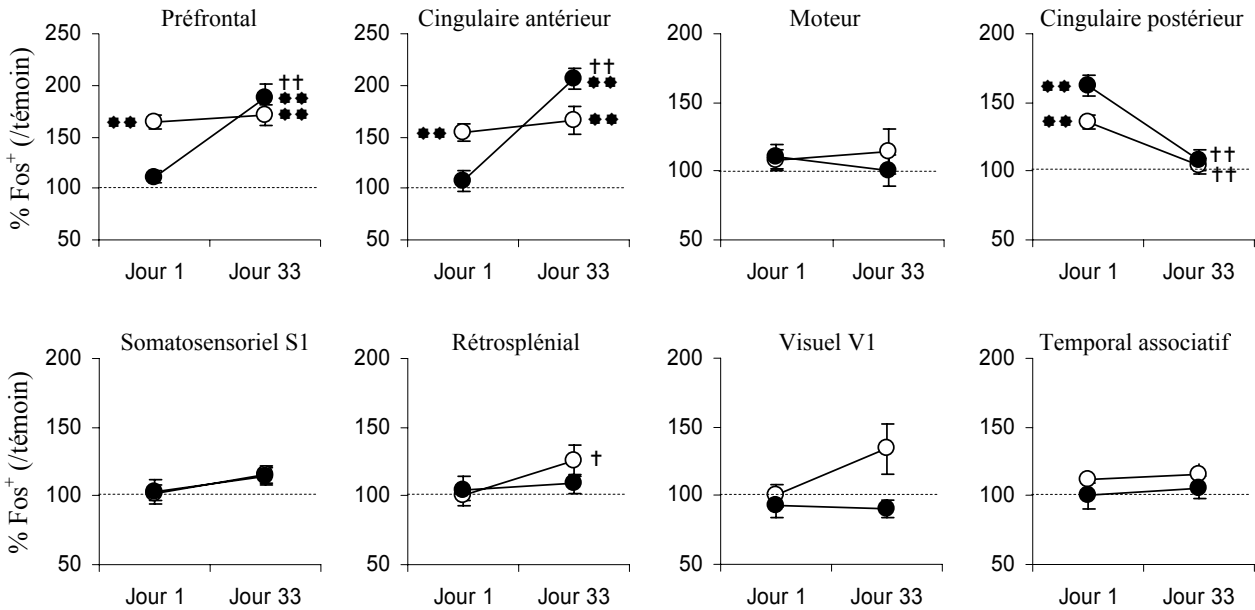 Préfrontal
Cingulaire antérieur
Moteur
Cingulaire postérieur
% Fos+ (/témoin)
250
200
150
100
50
††
**
**
**
Jour 1
Jour 33
250
200
150
100
50
††
**
**
**
Jour 1
Jour 33
200
150
100
50
Jour 1
Jour 33
200
150
100
50
**
**
††
††
Jour 1
Jour 33
Somatosensoriel S1
Rétrosplénial
Visuel V1
Temporal associatif
% Fos+ (/témoin)
200
150
100
50
Jour 1
Jour 33
200
150
100
50
†
Jour 1
Jour 33
200
150
100
50
Jour 1
Jour 33
200
150
100
50
Jour 1
Jour 33